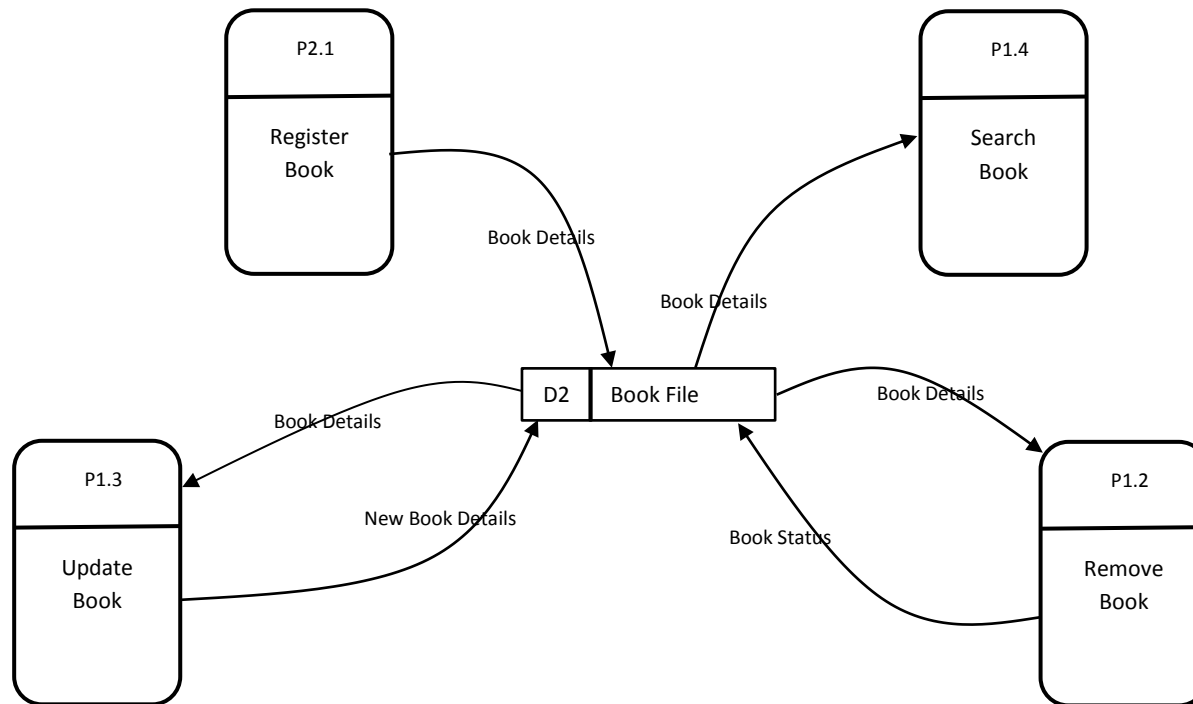 P2.1
Register
Book
P1.4
Search
Book
Book Details
Book Details
D2
Book File
Book Details
Book Details
P1.3
Update
Book
New Book Details
Book Status
P1.2
Remove
Book